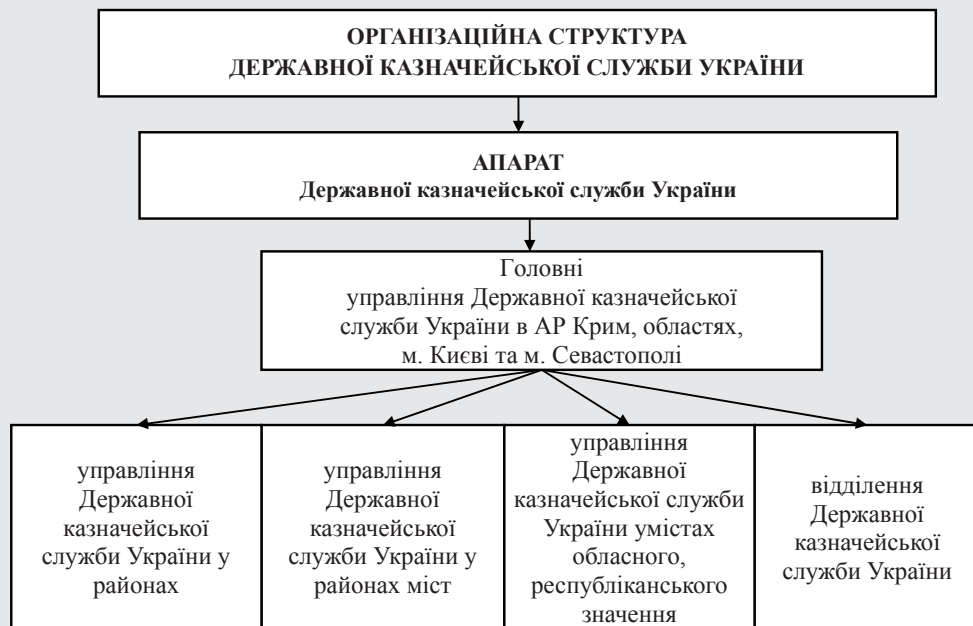 ОРГАНІЗАЦІЙНА СТРУКТУРА
ДЕРЖАВНОЇ КАЗНАЧЕЙСЬКОЇ СЛУЖБИ УКРАЇНИ
АПАРАТ
Державної казначейської служби України
Головні
управління Державної казначейської
служби України в АР Крим, областях,
м. Києві та м. Севастополі
управління
Державної
казначейської
служби України у
районах
управління
Державної
казначейської
служби України у
районах міст
управління
Державної
казначейської служби
України умістах
обласного,
республіканського
значення
відділення
Державної
казначейської
служби України